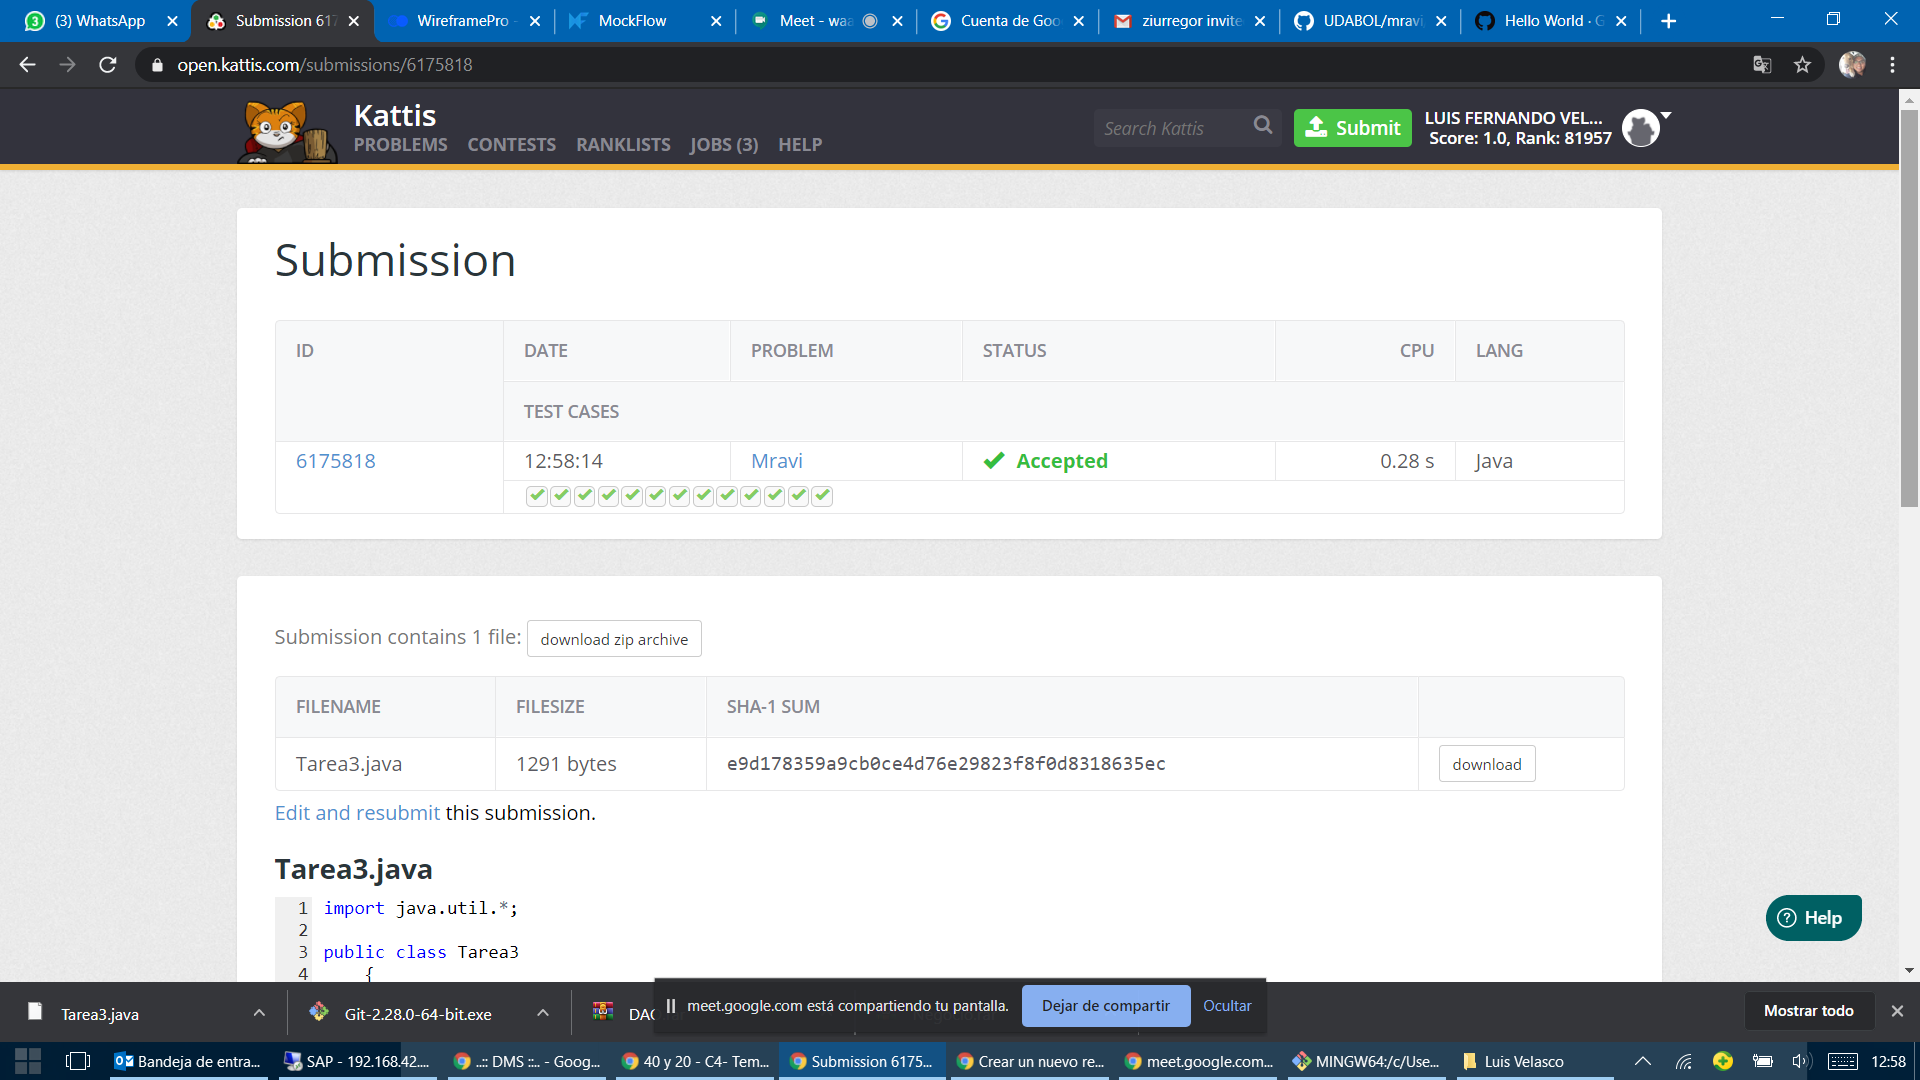 (3) WhatsApp
Submission 617
WireframePro -
MockFlow
Meet - waa
Cuenta de Goo
ziurregor invite
UDABOL/mravi
Hello World · G
open.kattis.com/submissions/6175818
Kattis
PROBLEMS CONTESTS RANKLISTS JOBS (3) HELP
Search Kattis
Submit
LUIS FERNANDO VEL...
Score: 1.0, Rank: 81957
Submission
ID DATE PROBLEM STATUS CPU LANG
TEST CASES
6175818 12:58:14 Mravi Accepted 0.28 s Java
Submission contains 1 file: download zip archive
FILENAME FILESIZE SHA-1 SUM
Tarea3.java 1291 bytes e9d178359a9cb0ce4d76e29823f8f0d8318635ec download
Edit and resubmit this submission.
Tarea3.java
1 import java.util.*;
2
3 public class Tarea3
4 {
Help
Tarea3.java
Git-2.28.0-64-bit.exe
meet.google.com está compartiendo tu pantalla. Dejar de compartir Ocultar
Mostrar todo
Bandeja de entra...
SAP - 192.168.42....
..:: DMS ::.. - Goog...
40 y 20 - C4- Tem...
Submission 6175...
Crear un nuevo re...
meet.google.com...
MINGW64:/c/Use...
Luis Velasco
12:58